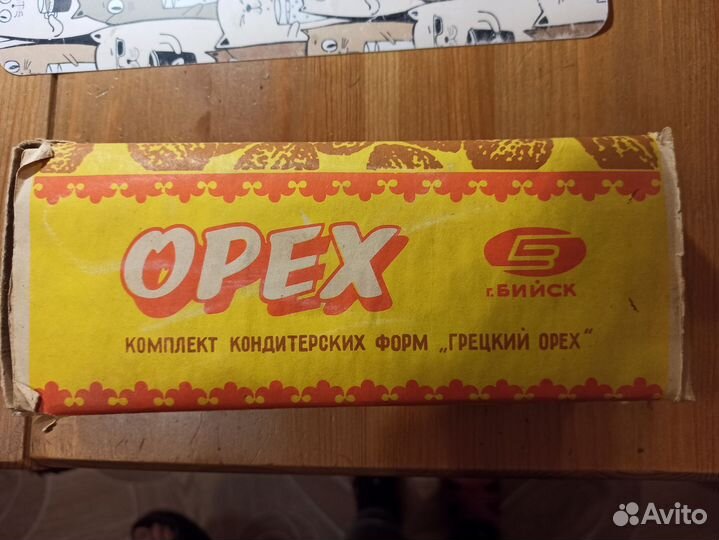 ОРЕХ
г. БИЙСК
КОМПЛЕКТ КОНДИТЕРСКИХ ФОРМ „ГРЕЦКИЙ ОРЕХ"
Avito